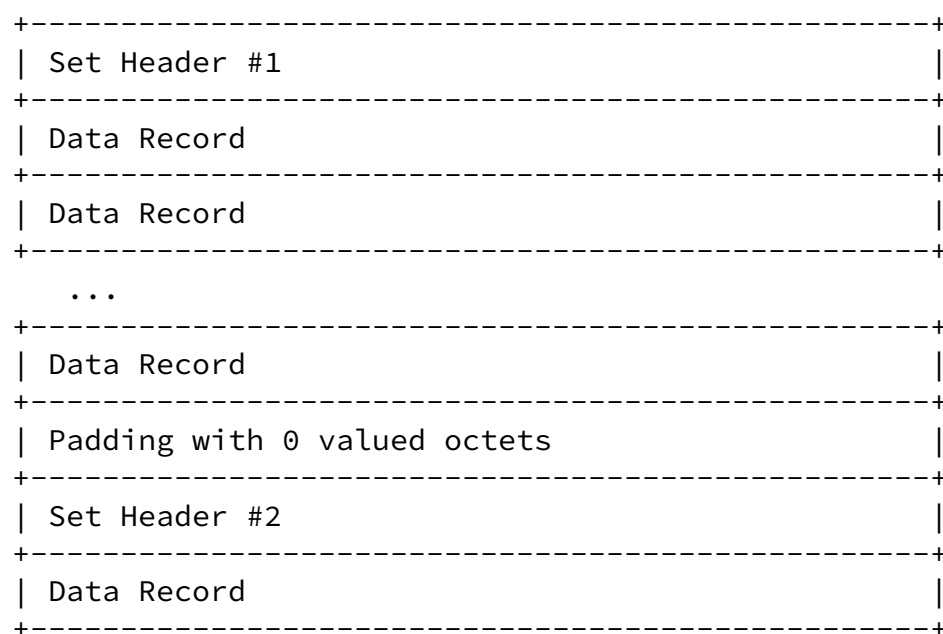 +--------------------------------------------------+
| Set Header #1                                    |
+--------------------------------------------------+
| Data Record                                      |
+--------------------------------------------------+
| Data Record                                      |
+--------------------------------------------------+
   ...
+--------------------------------------------------+
| Data Record                                      |
+--------------------------------------------------+
| Padding with 0 valued octets                     |
+--------------------------------------------------+
| Set Header #2                                    |
+--------------------------------------------------+
| Data Record                                      |
+--------------------------------------------------+